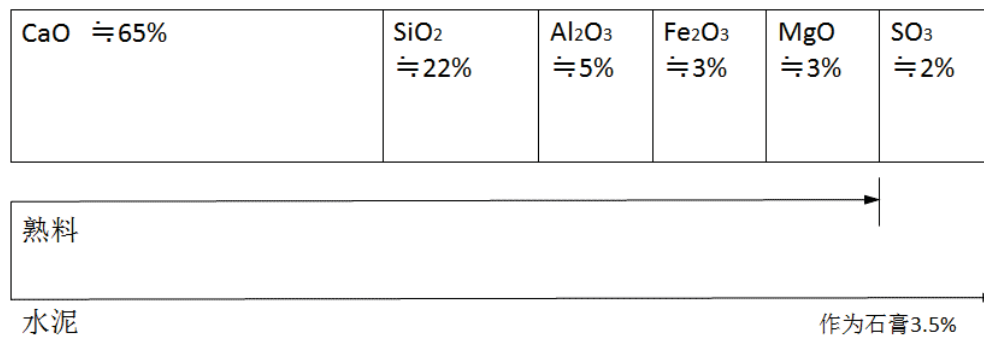 CaO ≒65%
SiO₂
≒22%
Al₂O₃
≒5%
Fe₂O₃
≒3%
MgO
≒3%
SO₃
≒2%
熟料
水泥
作为石膏3.5%